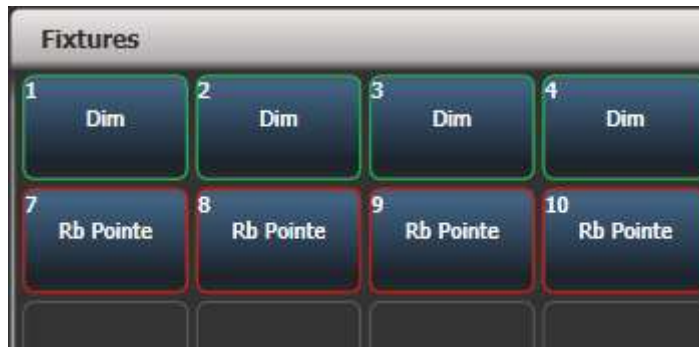 Fixtures
1 2 3 4
Dim Dim Dim Dim
7 8 9 10
Rb Pointe Rb Pointe Rb Pointe Rb Pointe